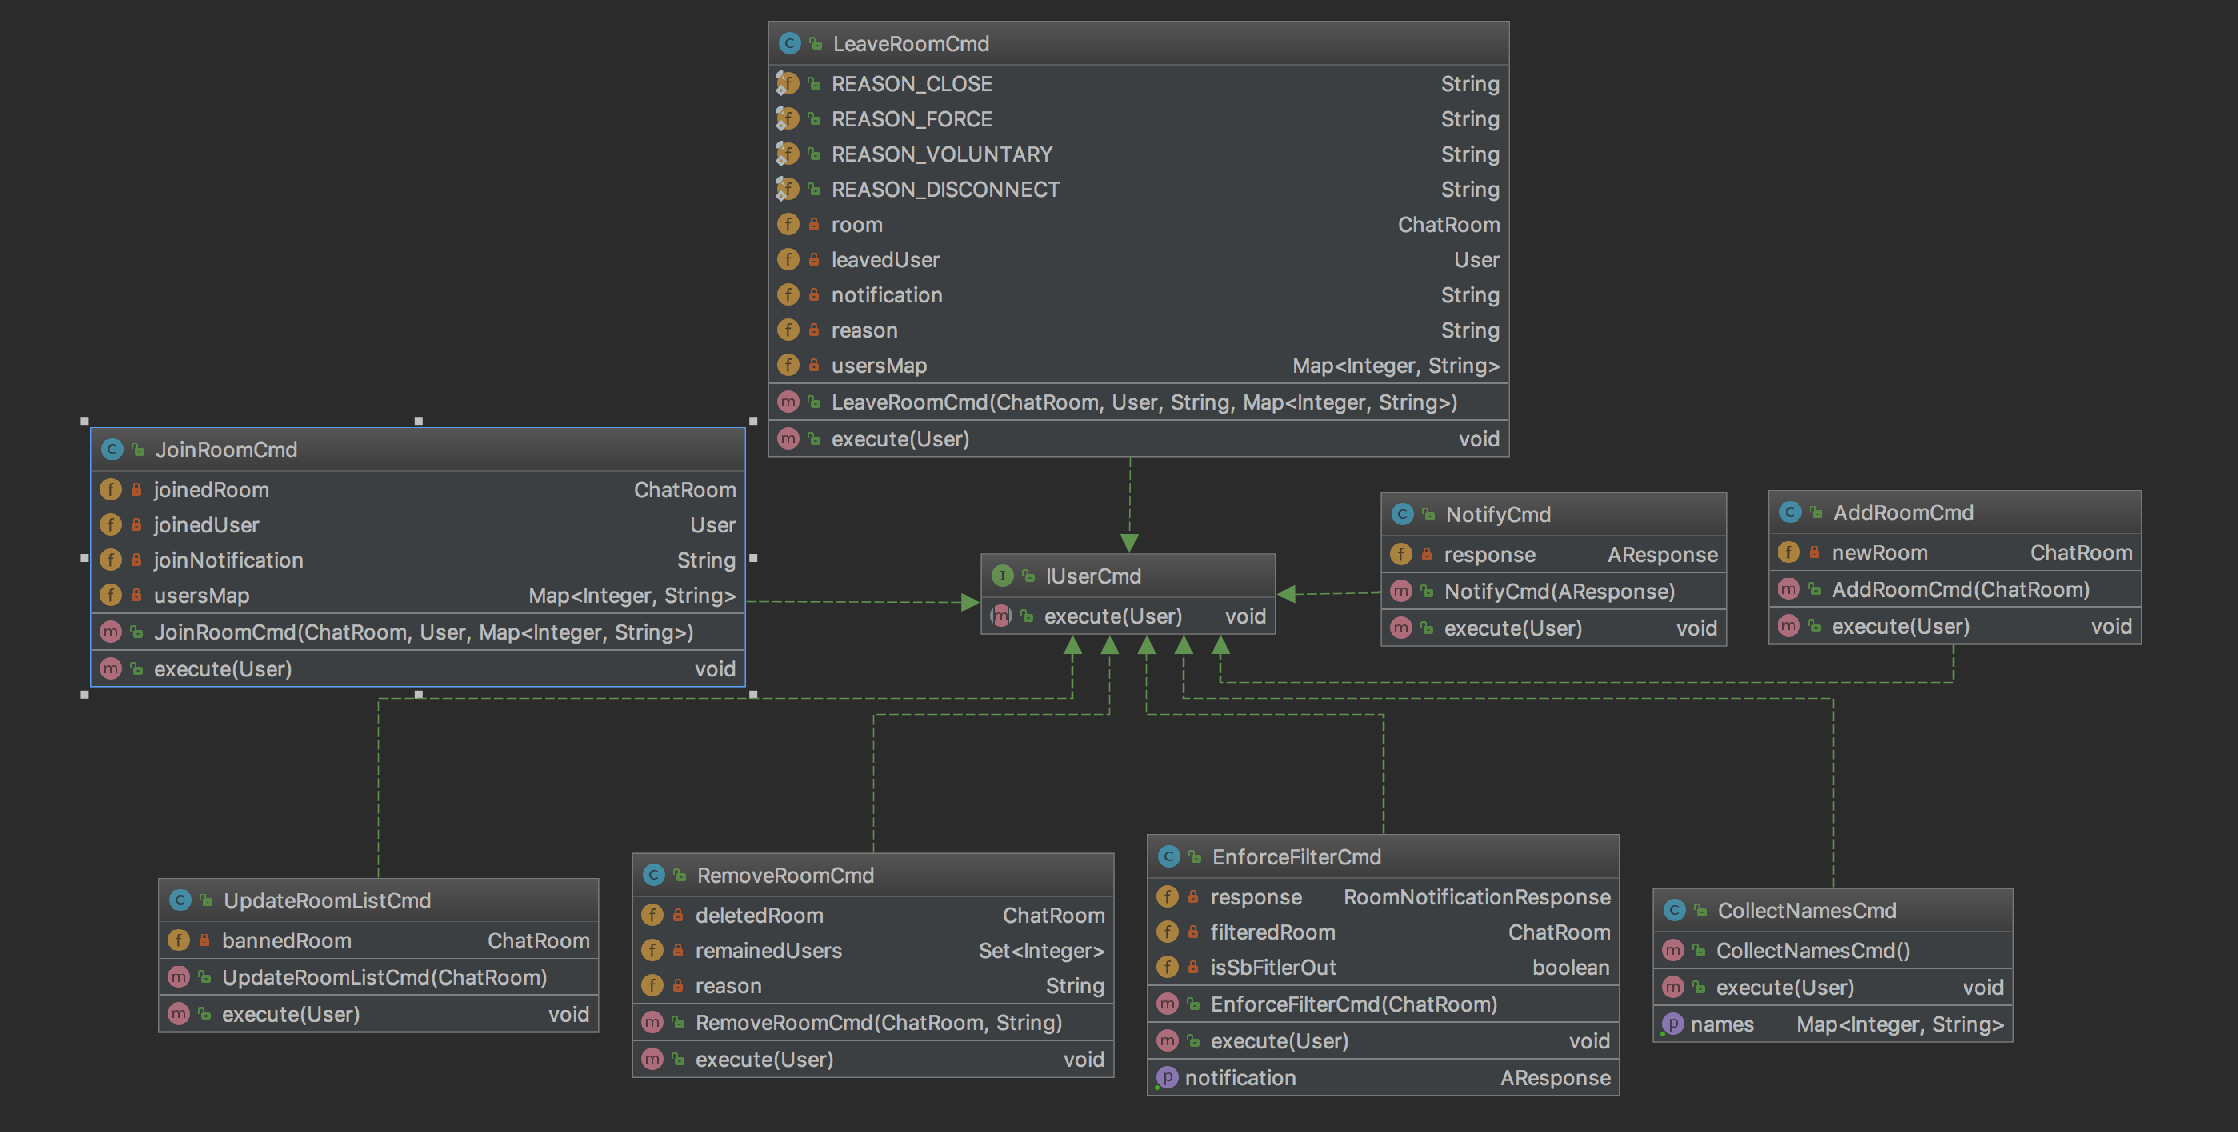 LeaveRoomCmd
REASON_CLOSE String
REASON_FORCE String
REASON_VOLUNTARY String
REASON_DISCONNECT String
room ChatRoom
leavedUser User
notification String
reason String
usersMap Map<Integer, String>
LeaveRoomCmd(ChatRoom, User, String, Map<Integer, String>)
execute(User) void
JoinRoomCmd
joinedRoom ChatRoom
joinedUser User
joinNotification String
usersMap Map<Integer, String>
JoinRoomCmd(ChatRoom, User, Map<Integer, String>)
execute(User) void
IUserCmd
execute(User) void
NotifyCmd
response AResponse
NotifyCmd(AResponse)
execute(User) void
AddRoomCmd
newRoom ChatRoom
AddRoomCmd(ChatRoom)
execute(User) void
UpdateRoomListCmd
bannedRoom ChatRoom
UpdateRoomListCmd(ChatRoom)
execute(User) void
RemoveRoomCmd
deletedRoom ChatRoom
remainedUsers Set<Integer>
reason String
RemoveRoomCmd(ChatRoom, String)
execute(User) void
EnforceFilterCmd
response RoomNotificationResponse
filteredRoom ChatRoom
isSbFitlerOut boolean
EnforceFilterCmd(ChatRoom)
execute(User) void
notification AResponse
CollectNamesCmd
CollectNamesCmd()
execute(User) void
names Map<Integer, String>